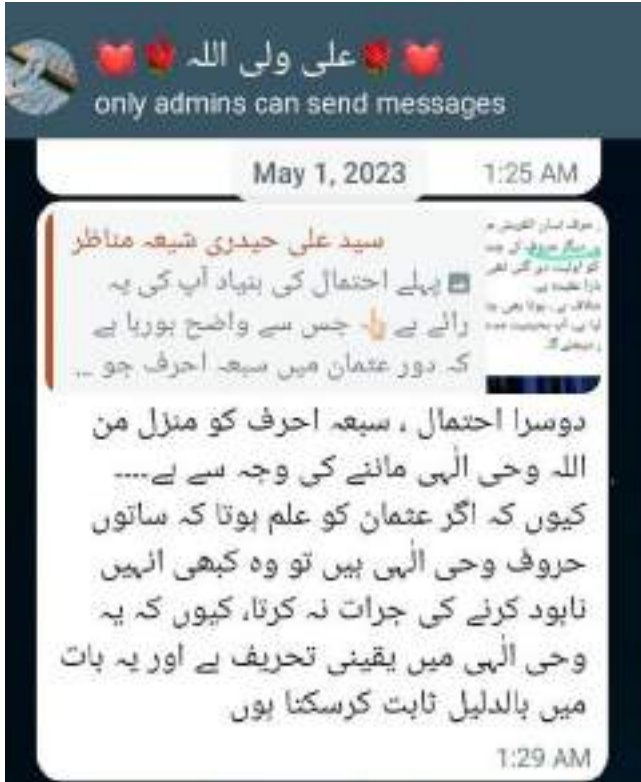 ❤️🌹علی ولی اللہ🌹❤️
only admins can send messages
1:25 AM
May 1, 2023
سید علی حیدری شیعہ مناظر
پہلے احتمال کی بنیاد آپ کی یہ
رائے ہے 👆🏻 جس سے واضح ہورہا ہے
کہ دور عثمان میں سبعہ احرف جو ...
دوسرا احتمال ، سبعہ احرف کو منزل من
اللہ وحی الٰہی ماننے کی وجہ سے ہے....
کیوں کہ اگر عثمان کو علم ہوتا کہ ساتوں
حروف وحی الٰہی ہیں تو وہ کبھی انہیں
نابود کرنے کی جرات نہ کرتا، کیوں کہ یہ
وحی الٰہی میں یقینی تحریف ہے اور یہ بات
میں بالدلیل ثابت کرسکتا ہوں
1:29 AM